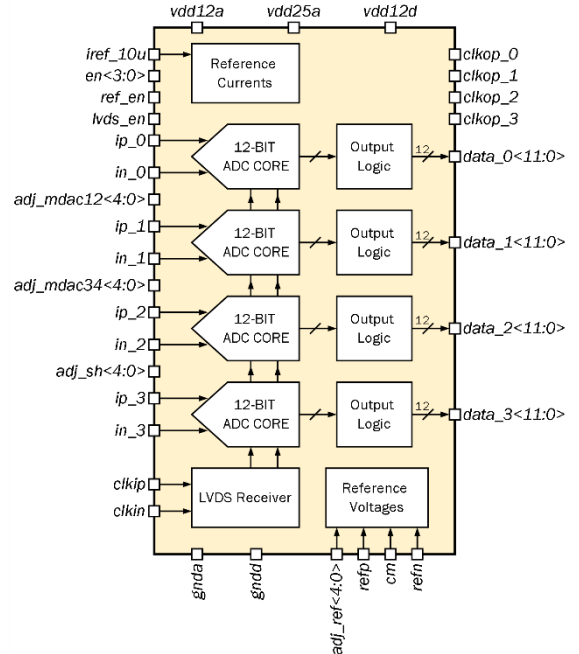 vdd12a
vdd25a
vdd12d
iref_10u
en<3:0>
ref_en
lvds_en
ip_0
in_0
adj_mdac12<4:0>
ip_1
in_1
adj_mdac34<4:0>
ip_2
in_2
adj_sh<4:0>
ip_3
in_3
clkip
clkin
Reference
Currents
12-BIT
ADC CORE
Output
Logic
12
12-BIT
ADC CORE
Output
Logic
12
12-BIT
ADC CORE
Output
Logic
12
12-BIT
ADC CORE
Output
Logic
12
LVDS Receiver
Reference
Voltages
clkop_0
clkop_1
clkop_2
clkop_3
data_0<11:0>
data_1<11:0>
data_2<11:0>
data_3<11:0>
gnda
gndd
adj_ref<4:0>
refp
cm
refn